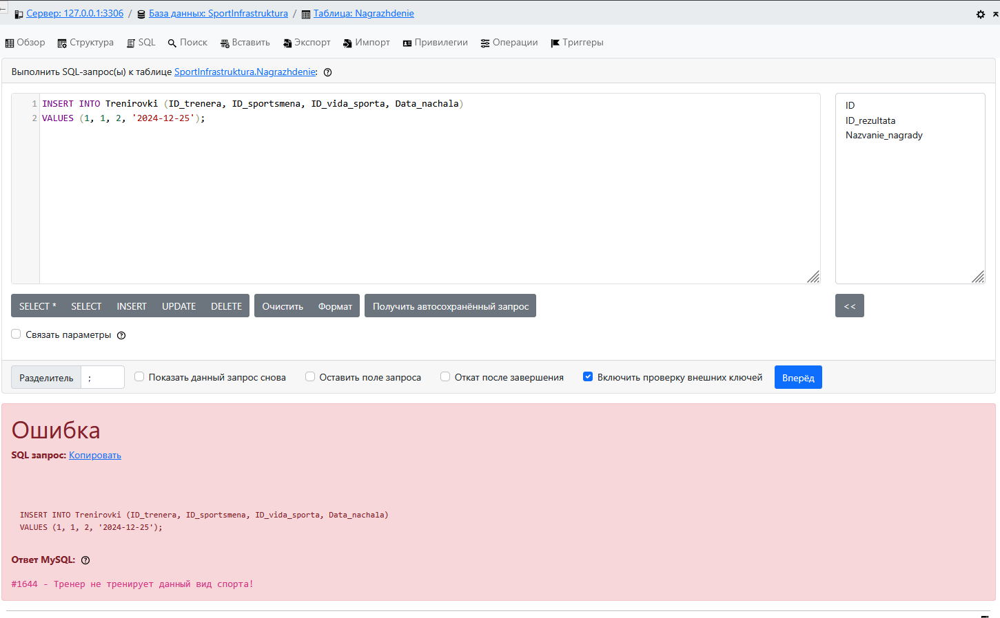 Сервер: 127.0.0.1:3306 / База данных: SportInfrastruktura / Таблица: Nagrazhdenie
Обзор Структура SQL Поиск Вставить Экспорт Импорт Привилегии Операции Триггеры
Выполнить SQL-запрос(ы) к таблице SportInfrastruktura.Nagrazhdenie:
1 INSERT INTO Trenirovki (ID_trenera, ID_sportsmena, ID_vida_sporta, Data_nachala)
2 VALUES (1, 1, 2, '2024-12-25');
ID
ID_rezultata
Nazvanie_nagrady
SELECT * SELECT INSERT UPDATE DELETE Очистить Формат Получить автосохранённый запрос <<
Связать параметры
Разделитель ; Показать данный запрос снова Оставить поле запроса Откат после завершения Включить проверку внешних ключей Вперёд
Ошибка
SQL запрос: Копировать
INSERT INTO Trenirovki (ID_trenera, ID_sportsmena, ID_vida_sporta, Data_nachala)
VALUES (1, 1, 2, '2024-12-25');
Ответ MySQL:
#1644 - Тренер не тренирует данный вид спорта!